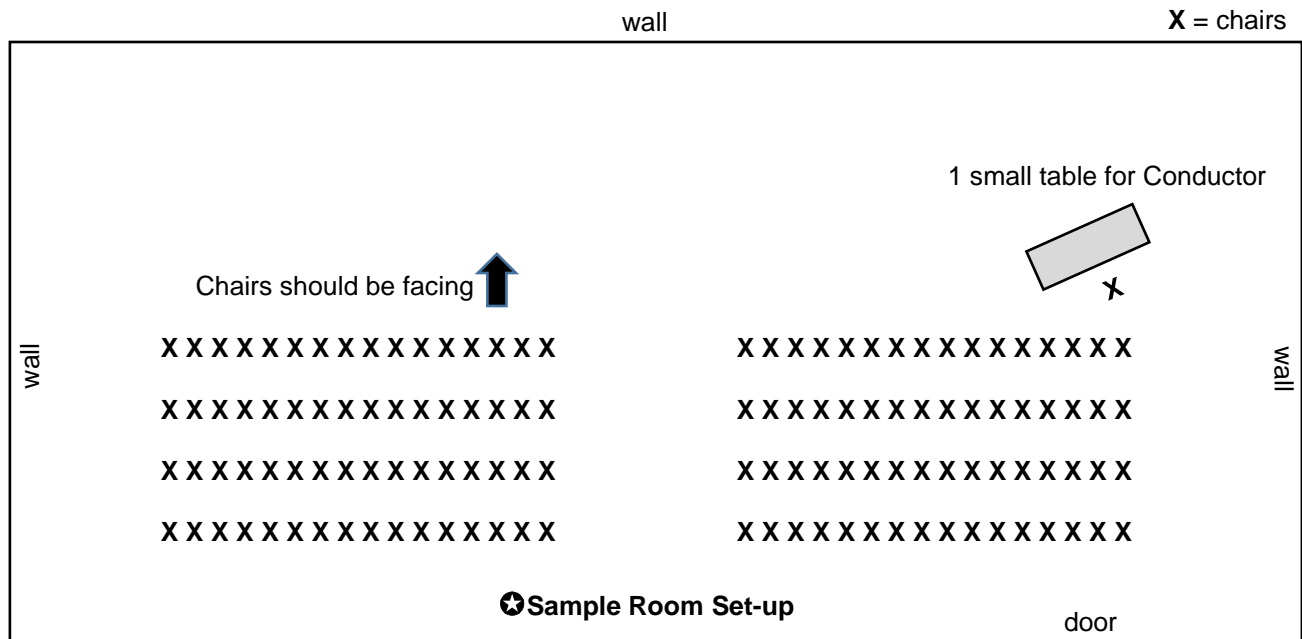 wall
X = chairs
1 small table for Conductor
Chairs should be facing
X
X X X X X X X X X X X X X X X X X X X X X X X X X X X X X X X X
wall
wall
X X X X X X X X X X X X X X X X X X X X X X X X X X X X X X X X
X X X X X X X X X X X X X X X X X X X X X X X X X X X X X X X X
X X X X X X X X X X X X X X X X X X X X X X X X X X X X X X X X
✪Sample Room Set-up
door